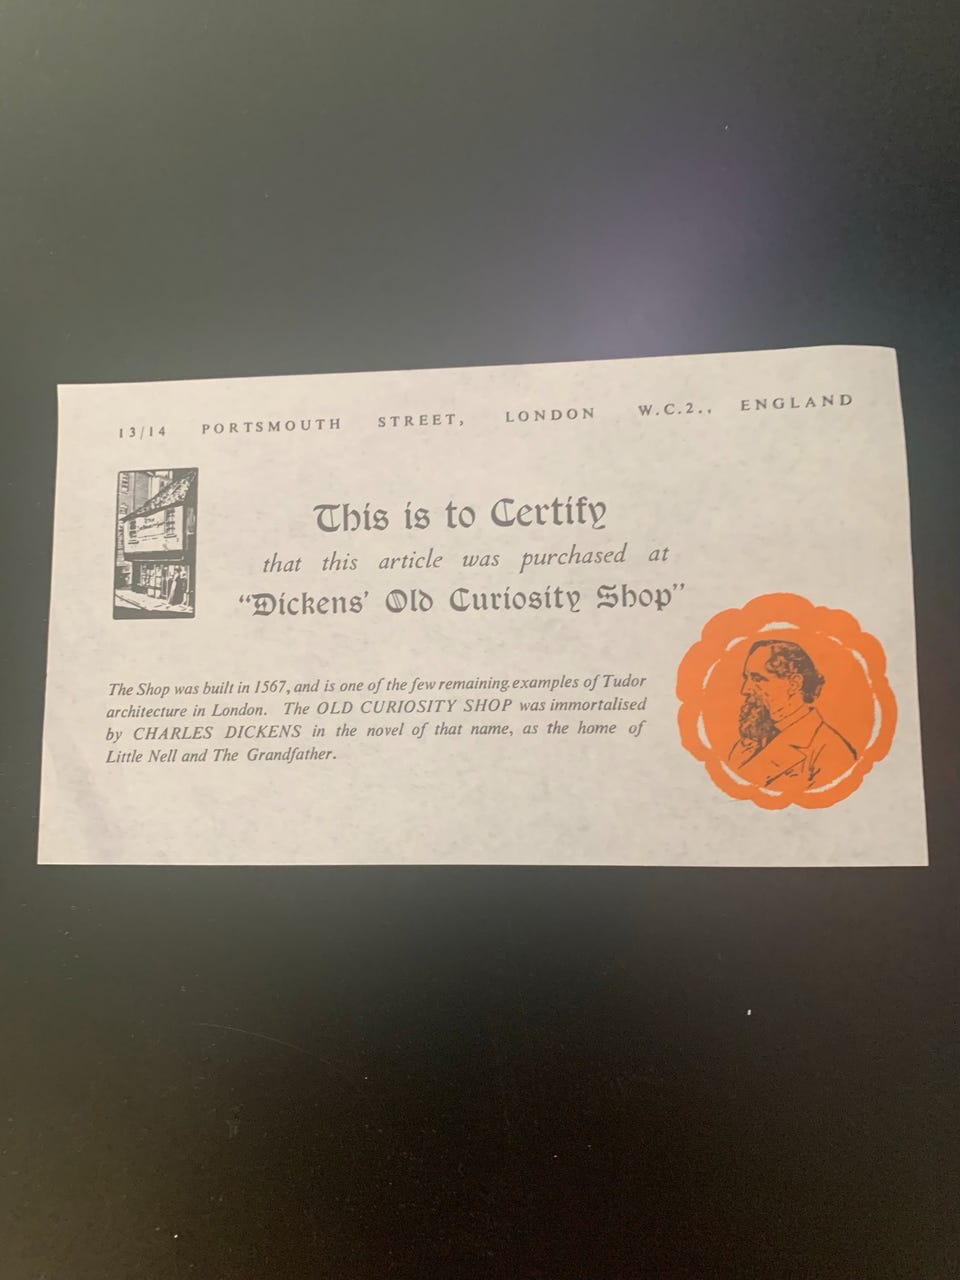 13/14 PORTSMOUTH STREET, LONDON W.C.2., ENGLAND
This is to Certify
that this article was purchased at
“Dickens' Old Curiosity Shop”
The Shop was built in 1567, and is one of the few remaining examples of Tudor
architecture in London. The OLD CURIOSITY SHOP was immortalised
by CHARLES DICKENS in the novel of that name, as the home of
Little Nell and The Grandfather.